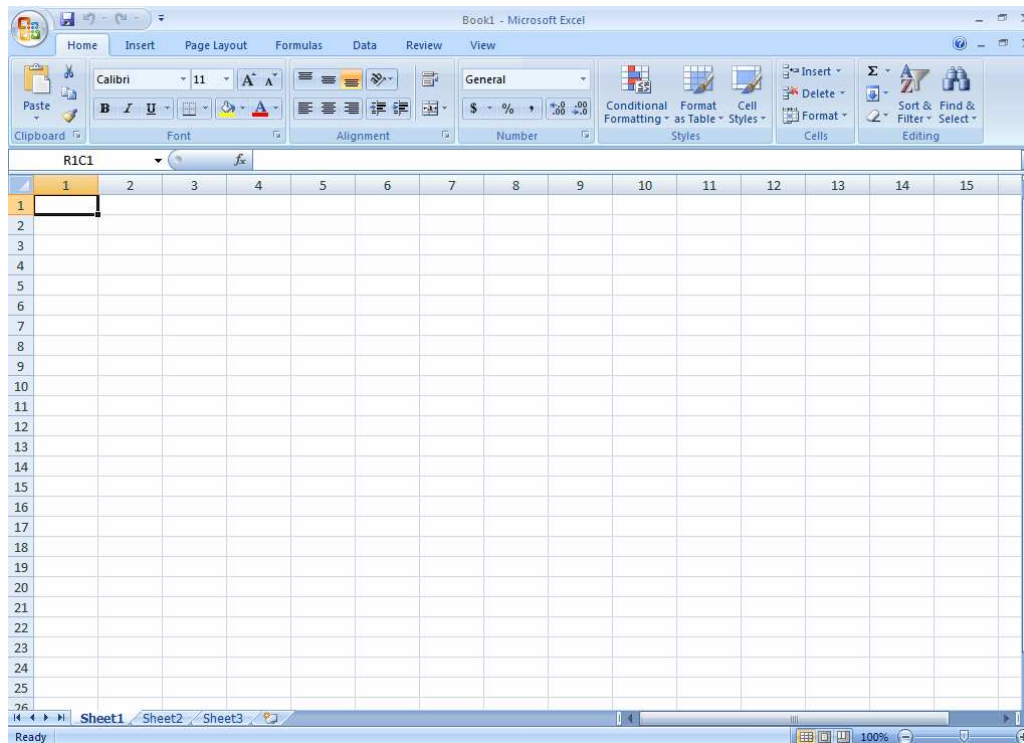 Book1 - Microsoft Excel
Home Insert Page Layout Formulas Data Review View
Calibri 11 A A General Insert Σ
Paste B I U A $ % , .0 .00 .00 .0 Conditional Formatting Format as Table Cell Styles Delete Format Sort & Filter Find & Select
Clipboard Font Alignment Number Styles Cells Editing
R1C1 fx
1 2 3 4 5 6 7 8 9 10 11 12 13 14 15
1
2
3
4
5
6
7
8
9
10
11
12
13
14
15
16
17
18
19
20
21
22
23
24
25
26
Sheet1 Sheet2 Sheet3
Ready 100%